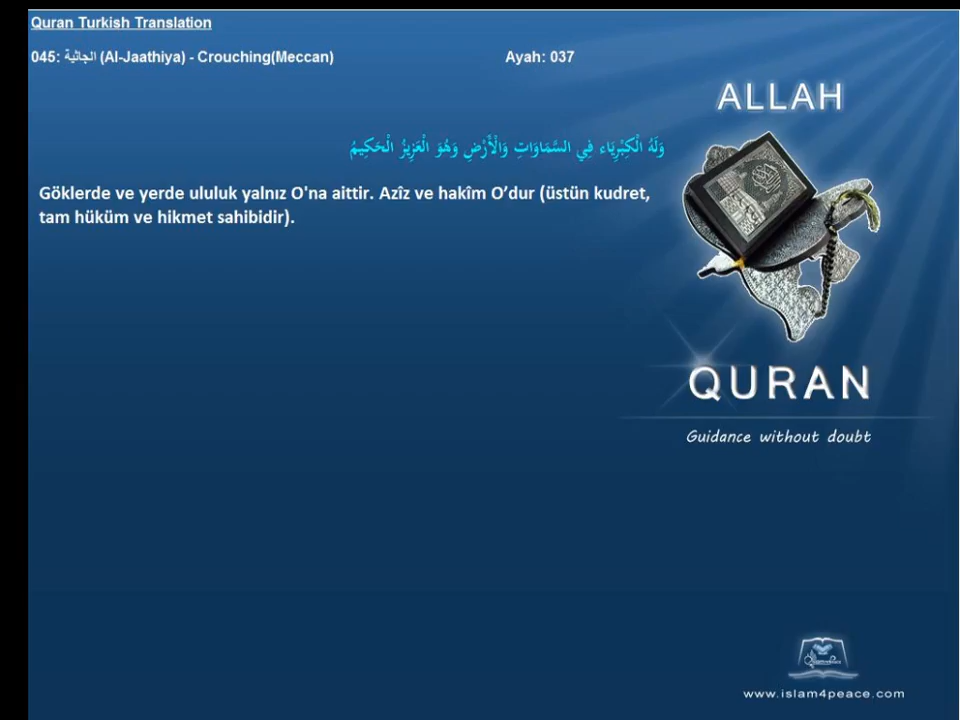 Quran Turkish Translation
045: الجاثية (Al-Jaathiya) - Crouching(Meccan) Ayah: 037
ALLAH
وَلَهُ الْكِبْرِيَاء فِي السَّمَاوَاتِ وَالْأَرْضِ وَهُوَ الْعَزِيزُ الْحَكِيمُ
Göklerde ve yerde ululuk yalnız O'na aittir. Azîz ve hakîm O’dur (üstün kudret,
tam hüküm ve hikmet sahibidir).
QURAN
Guidance without doubt
www.islam4peace.com